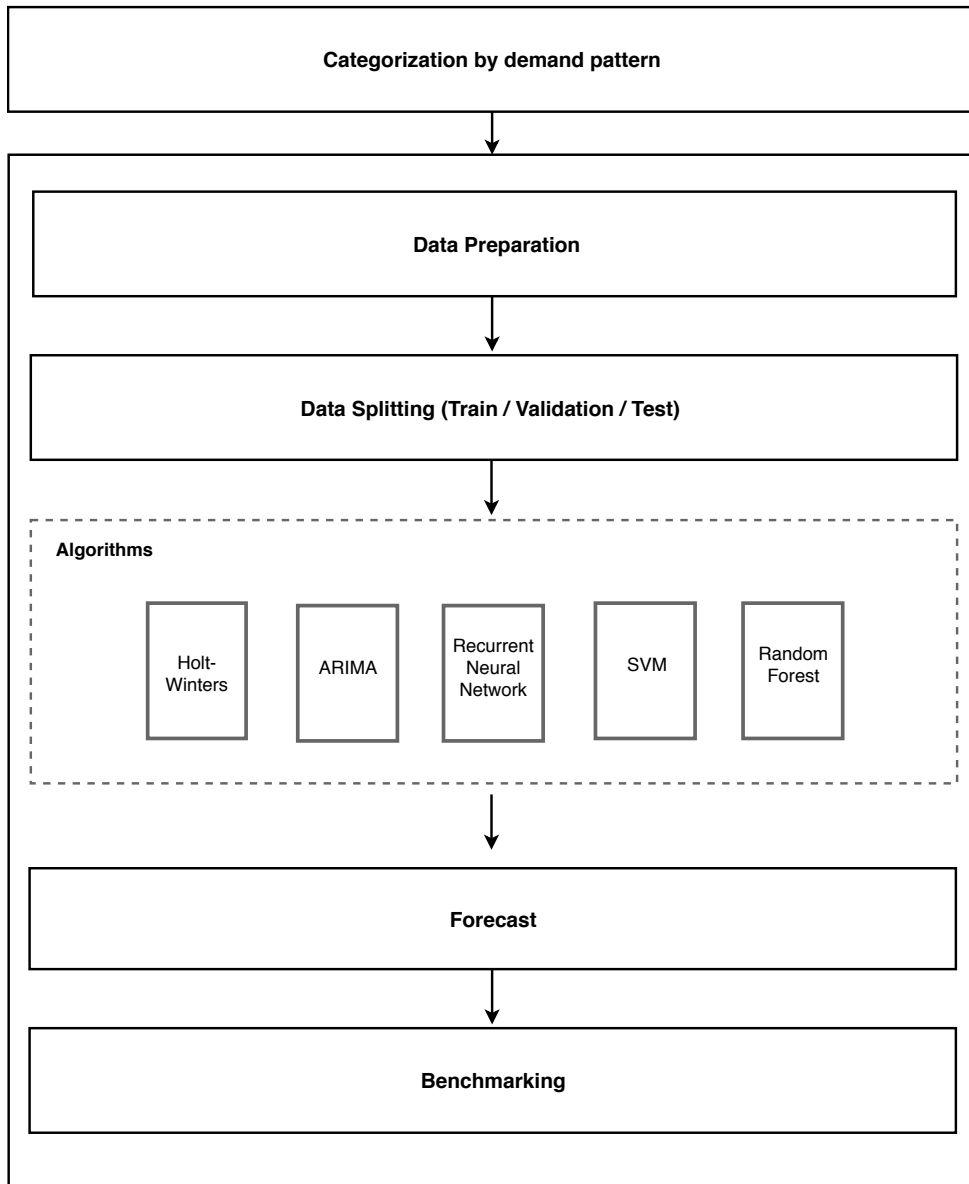 Categorization by demand pattern
Data Preparation
Data Splitting (Train / Validation / Test)
Algorithms
Holt-
Winters
ARIMA
Recurrent
Neural
Network
SVM
Random
Forest
Forecast
Benchmarking